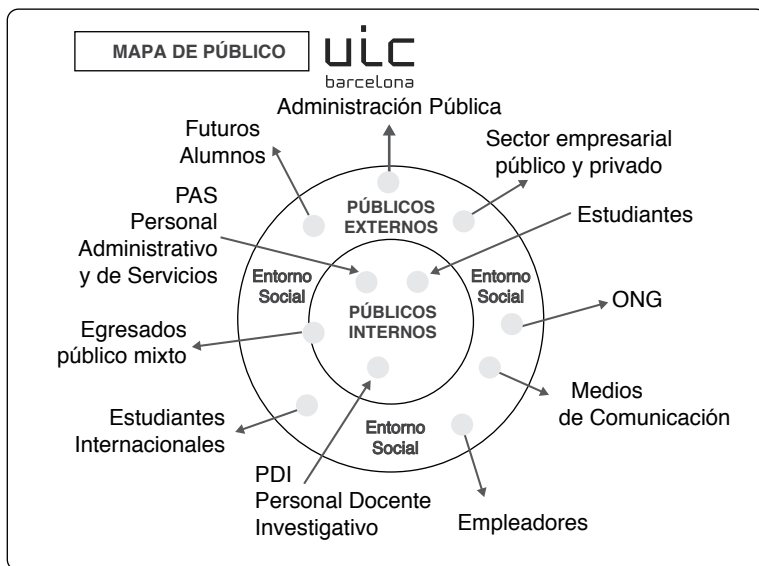 MAPA DE PÚBLICO
uic
barcelona
Administración Pública
Futuros
Alumnos
Sector empresarial
público y privado
PAS
Personal
Administrativo
y de Servicios
PÚBLICOS
EXTERNOS
Estudiantes
Entorno
Social
Entorno
Social
PÚBLICOS
INTERNOS
ONG
Egresados
público mixto
Medios
de Comunicación
Estudiantes
Internacionales
Entorno
Social
PDI
Personal Docente
Investigativo
Empleadores